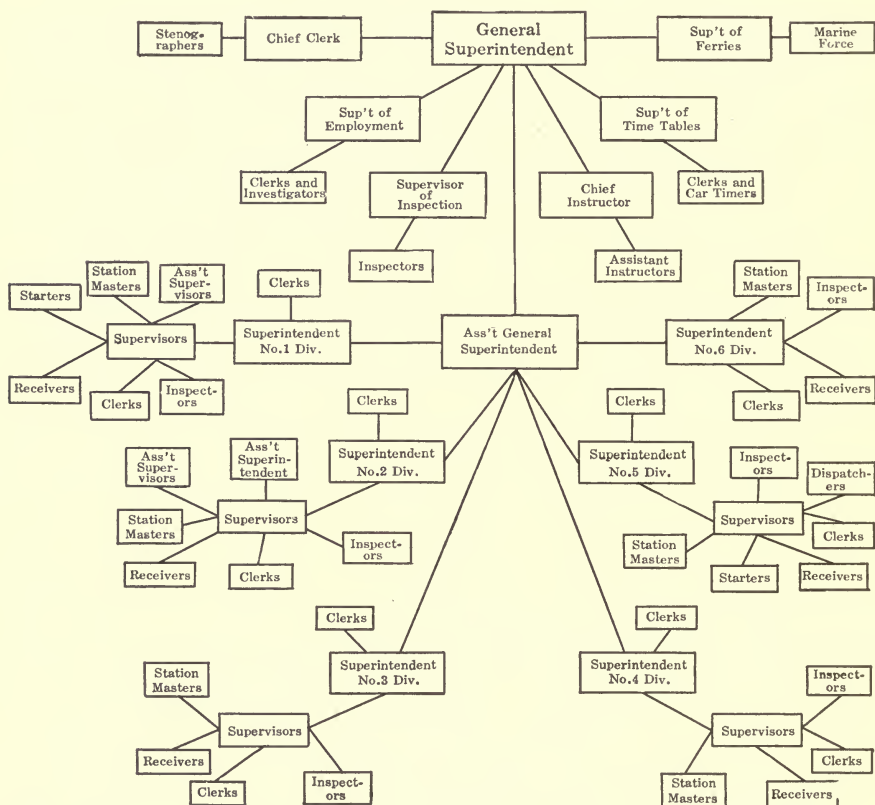 General
Superintendent
Stenog-
raphers
Chief Clerk
Sup't of
Ferries
Marine
Force
Sup't of
Employment
Sup't of
Time Tables
Clerks and
Investigators
Supervisor
of
Inspection
Chief
Instructor
Clerks and
Car Timers
Inspectors
Assistant
Instructors
Starters
Station
Masters
Ass't
Super-
visors
Clerks
Supervisors
Superintendent
No.1 Div.
Receivers
Clerks
Inspect-
ors
Ass't General
Superintendent
Station
Masters
Inspect-
ors
Superintendent
No.6 Div.
Clerks
Receivers
Clerks
Superintendent
No.2 Div.
Ass't
Super-
visors
Ass't
Superin-
tendent
Station
Masters
Supervisors
Receivers
Clerks
Inspect-
ors
Clerks
Superintendent
No.5 Div.
Inspect-
ors
Dispatch-
ers
Supervisors
Clerks
Station
Masters
Starters
Receivers
Clerks
Superintendent
No.3 Div.
Station
Masters
Supervisors
Receivers
Clerks
Inspect-
ors
Clerks
Superintendent
No.4 Div.
Inspect-
ors
Supervisors
Clerks
Station
Masters
Receivers